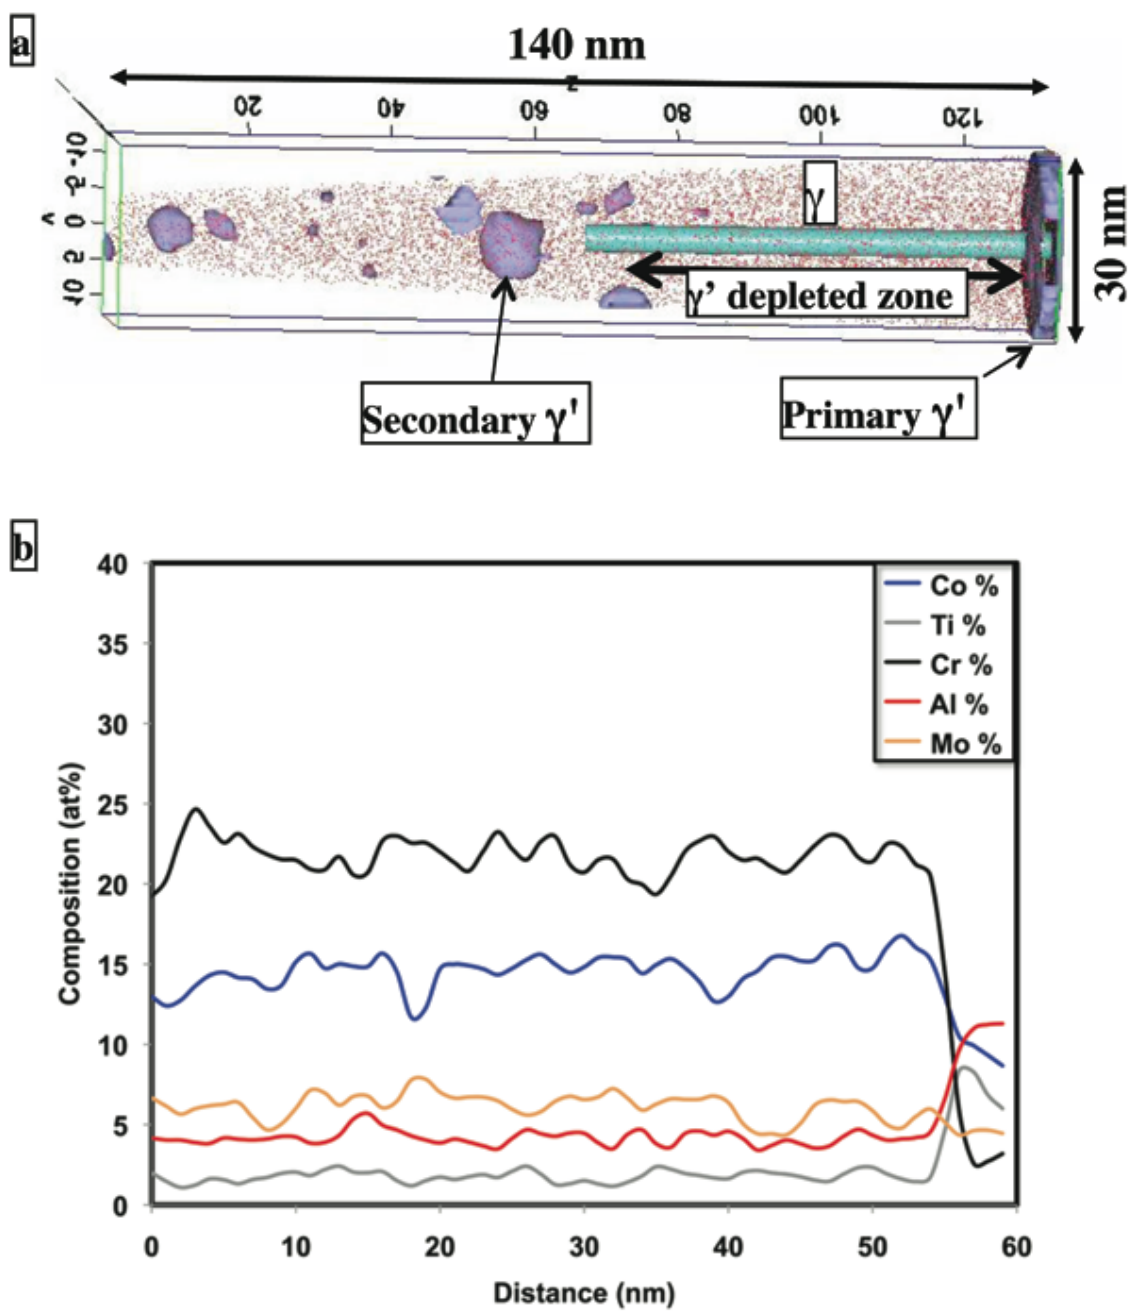 a
140 nm
z
20 40 60 80 100 120
-10
-5
0
5
10
y
γ
30 nm
γ’ depleted zone
Secondary γ'
Primary γ'
b
40
35
30
25
20
15
10
5
0
Composition (at%)
Co %
Ti %
Cr %
Al %
Mo %
0 10 20 30 40 50 60
Distance (nm)